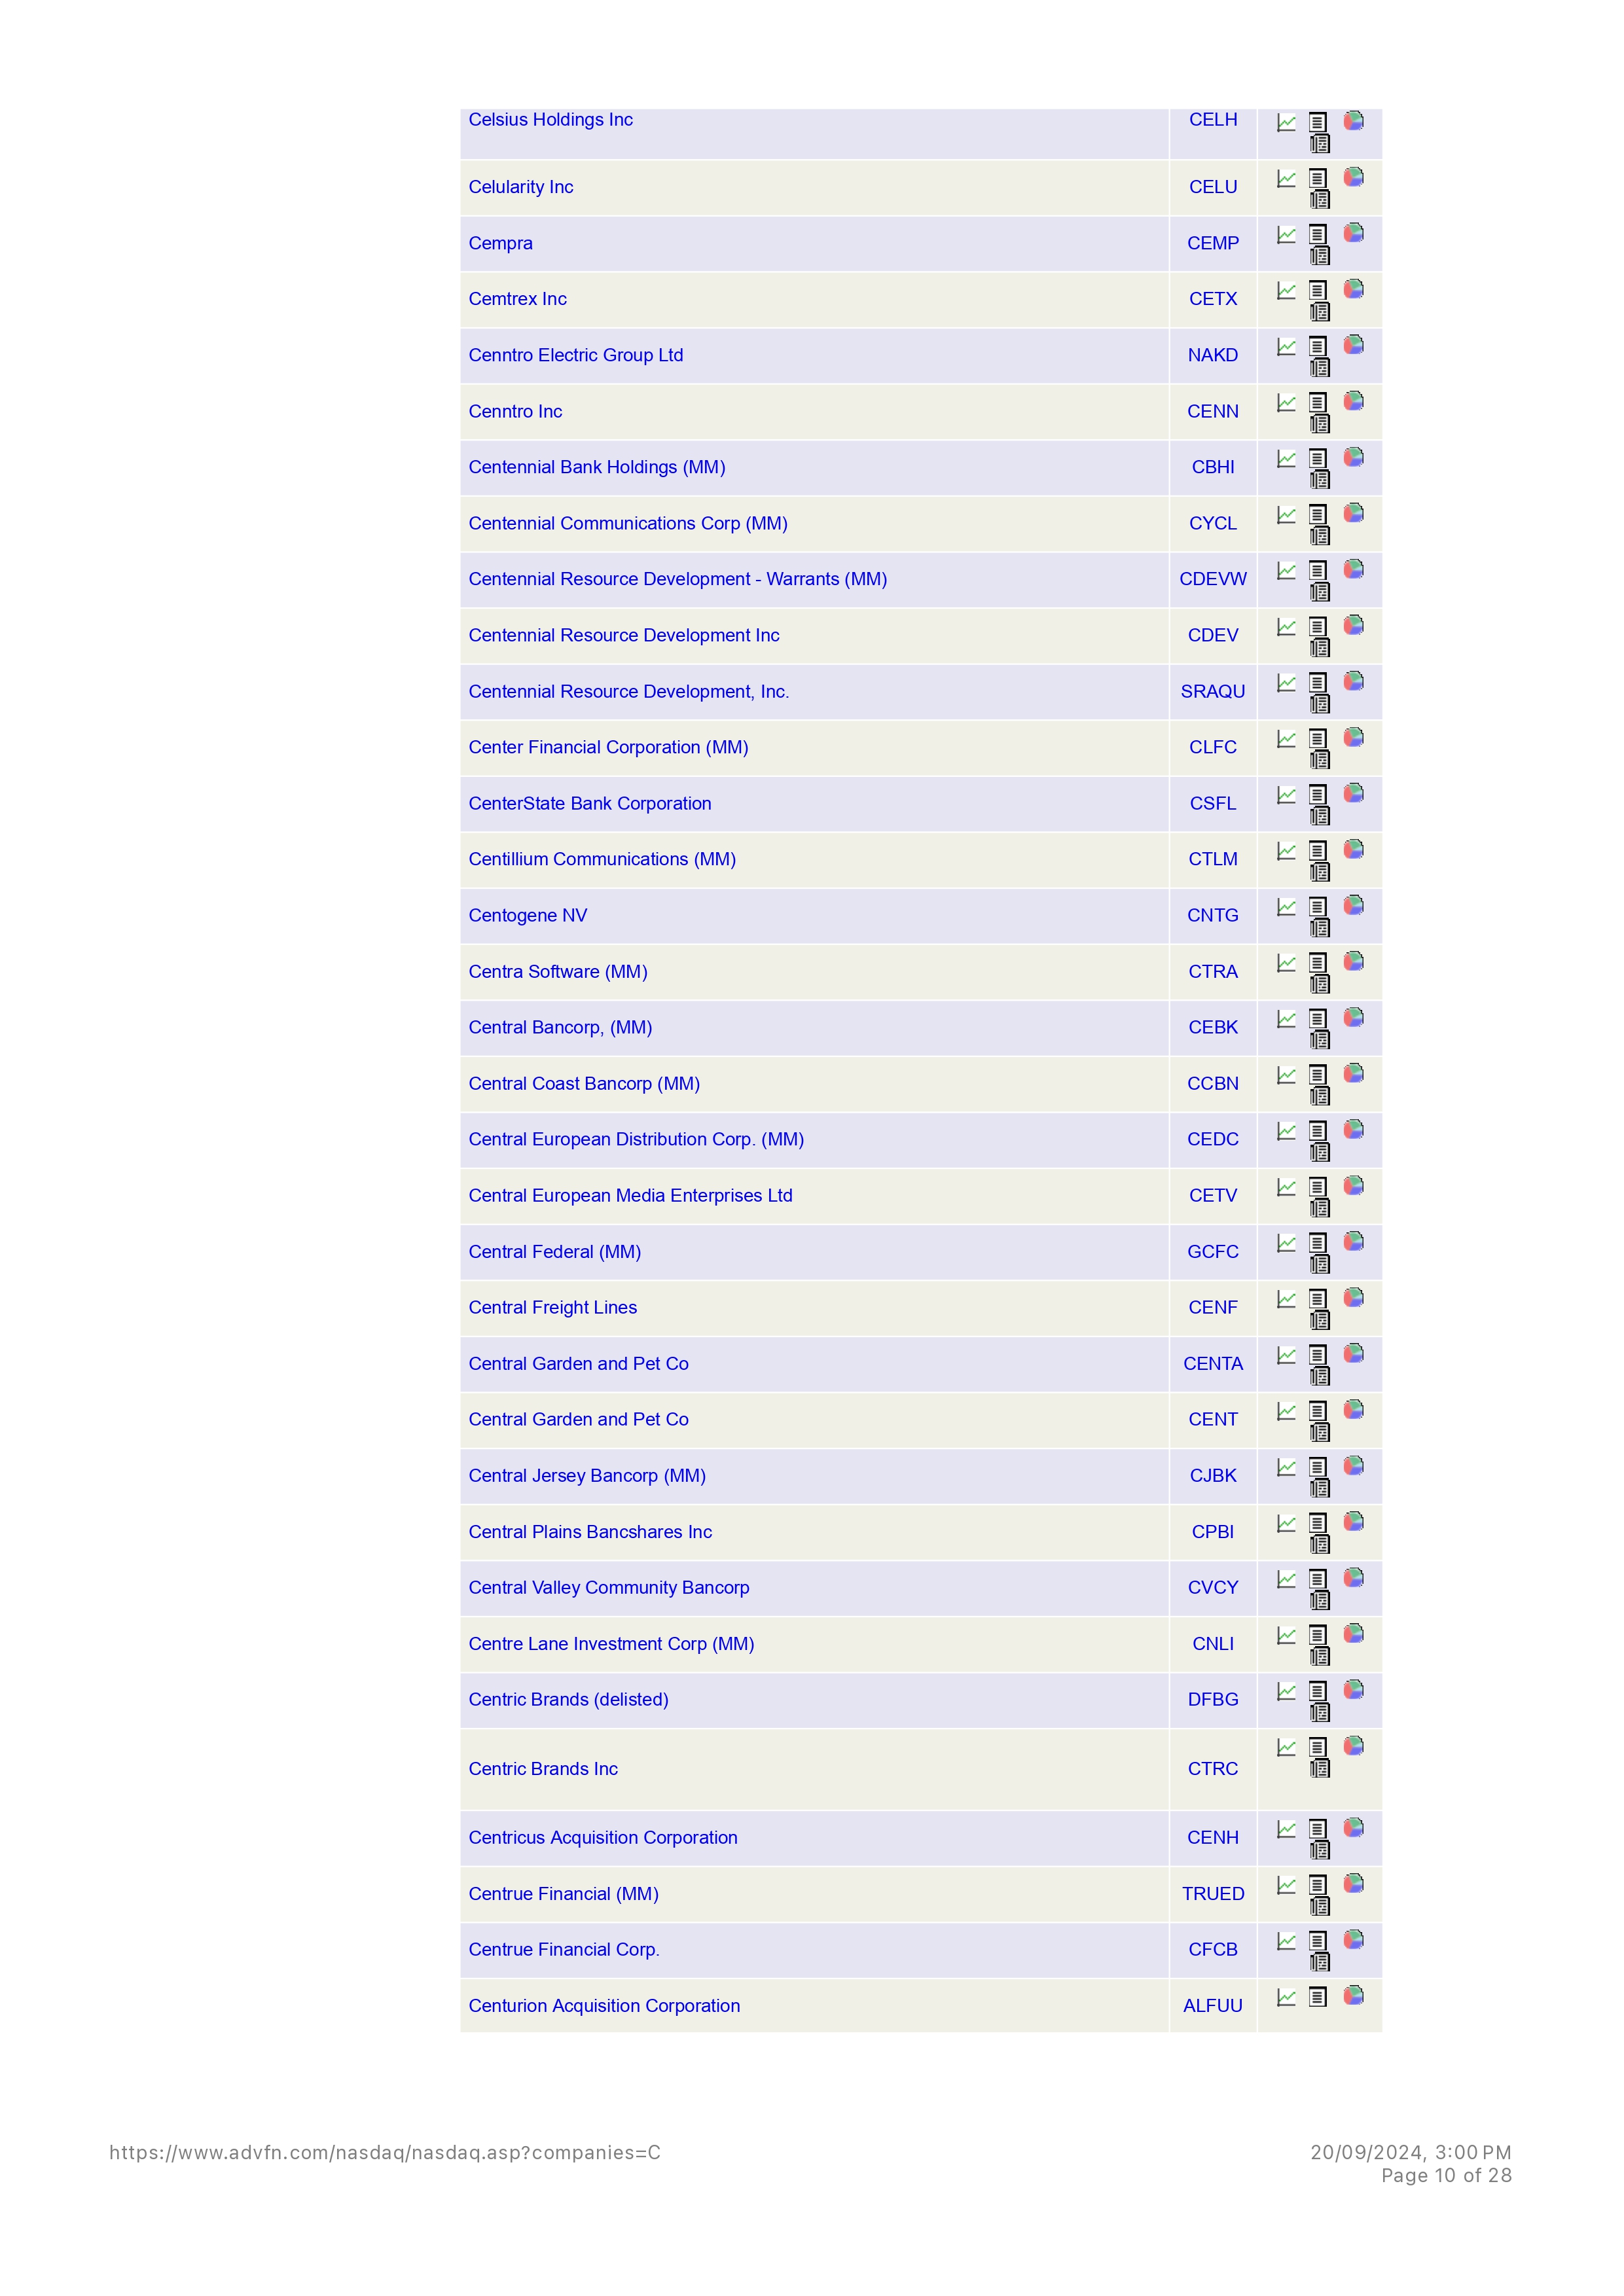 Celsius Holdings Inc CELH
Celularity Inc CELU
Cempra CEMP
Cemtrex Inc CETX
Cenntro Electric Group Ltd NAKD
Cenntro Inc CENN
Centennial Bank Holdings (MM) CBHI
Centennial Communications Corp (MM) CYCL
Centennial Resource Development - Warrants (MM) CDEVW
Centennial Resource Development Inc CDEV
Centennial Resource Development, Inc. SRAQU
Center Financial Corporation (MM) CLFC
CenterState Bank Corporation CSFL
Centillium Communications (MM) CTLM
Centogene NV CNTG
Centra Software (MM) CTRA
Central Bancorp, (MM) CEBK
Central Coast Bancorp (MM) CCBN
Central European Distribution Corp. (MM) CEDC
Central European Media Enterprises Ltd CETV
Central Federal (MM) GCFC
Central Freight Lines CENF
Central Garden and Pet Co CENTA
Central Garden and Pet Co CENT
Central Jersey Bancorp (MM) CJBK
Central Plains Bancshares Inc CPBI
Central Valley Community Bancorp CVCY
Centre Lane Investment Corp (MM) CNLI
Centric Brands (delisted) DFBG
Centric Brands Inc CTRC
Centricus Acquisition Corporation CENH
Centrue Financial (MM) TRUED
Centrue Financial Corp. CFCB
Centurion Acquisition Corporation ALFUU
https://www.advfn.com/nasdaq/nasdaq.asp?companies=C 20/09/2024, 3:00 PM
Page 10 of 28